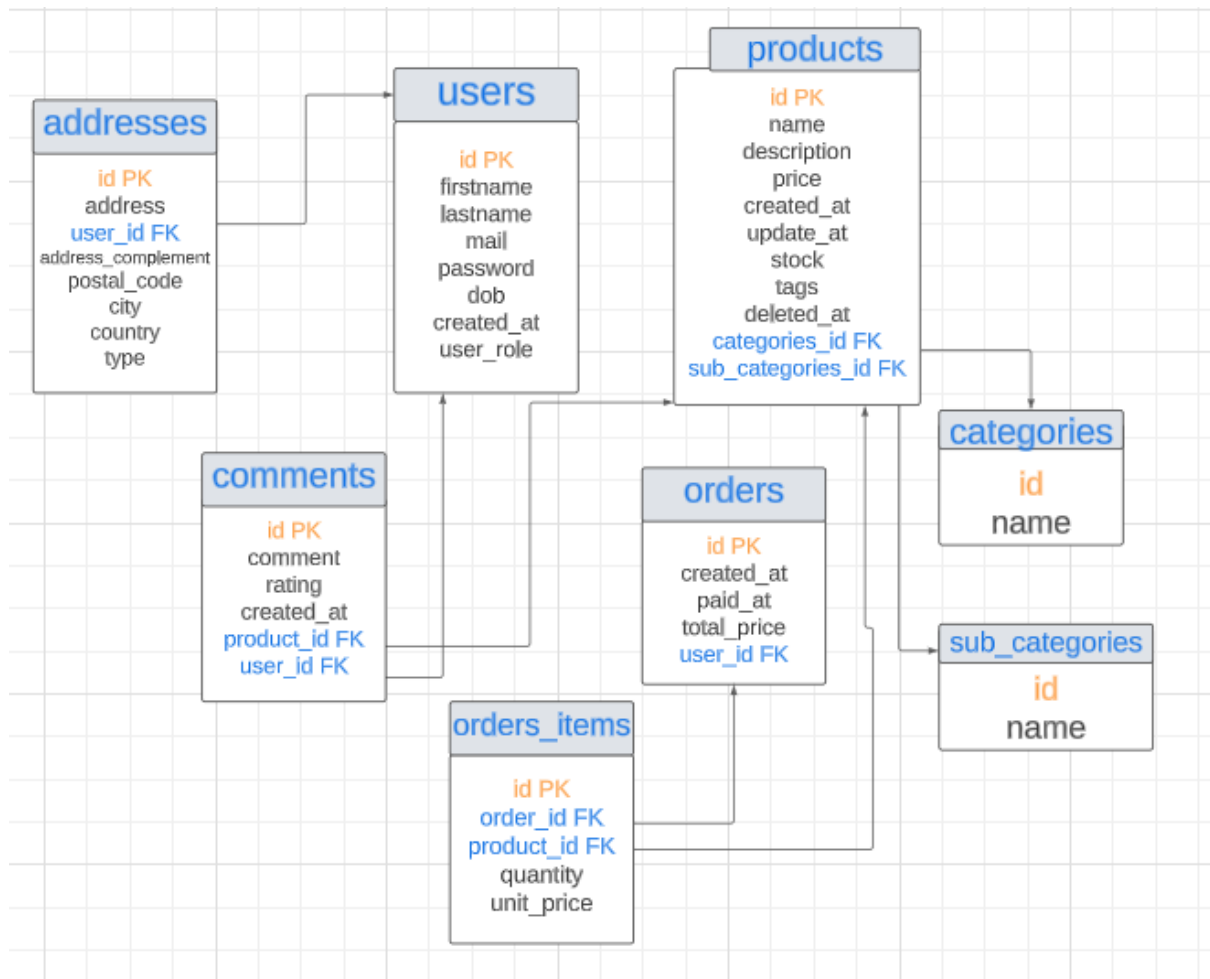 addresses
id PK
address
user_id FK
address_complement
postal_code
city
country
type
users
id PK
firstname
lastname
mail
password
dob
created_at
user_role
products
id PK
name
description
price
created_at
update_at
stock
tags
deleted_at
categories_id FK
sub_categories_id FK
categories
id
name
comments
id PK
comment
rating
created_at
product_id FK
user_id FK
orders
id PK
created_at
paid_at
total_price
user_id FK
sub_categories
id
name
orders_items
id PK
order_id FK
product_id FK
quantity
unit_price